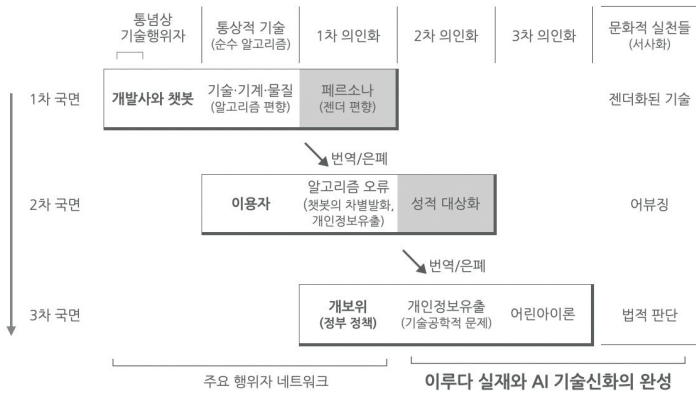 통념상
기술행위자
통상적 기술
(순수 알고리즘)
1차 의인화
2차 의인화
3차 의인화
문화적 실천들
(서사화)
1차 국면
개발사와 챗봇
기술·기계·물질
(알고리즘 편향)
페르소나
(젠더 편향)
젠더화된 기술
번역/은폐
2차 국면
이용자
알고리즘 오류
(챗봇의 차별발화,
개인정보유출)
성적 대상화
어뷰징
번역/은폐
3차 국면
개보위
(정부 정책)
개인정보유출
(기술공학적 문제)
어린아이론
법적 판단
주요 행위자 네트워크
이루다 실재와 AI 기술신화의 완성